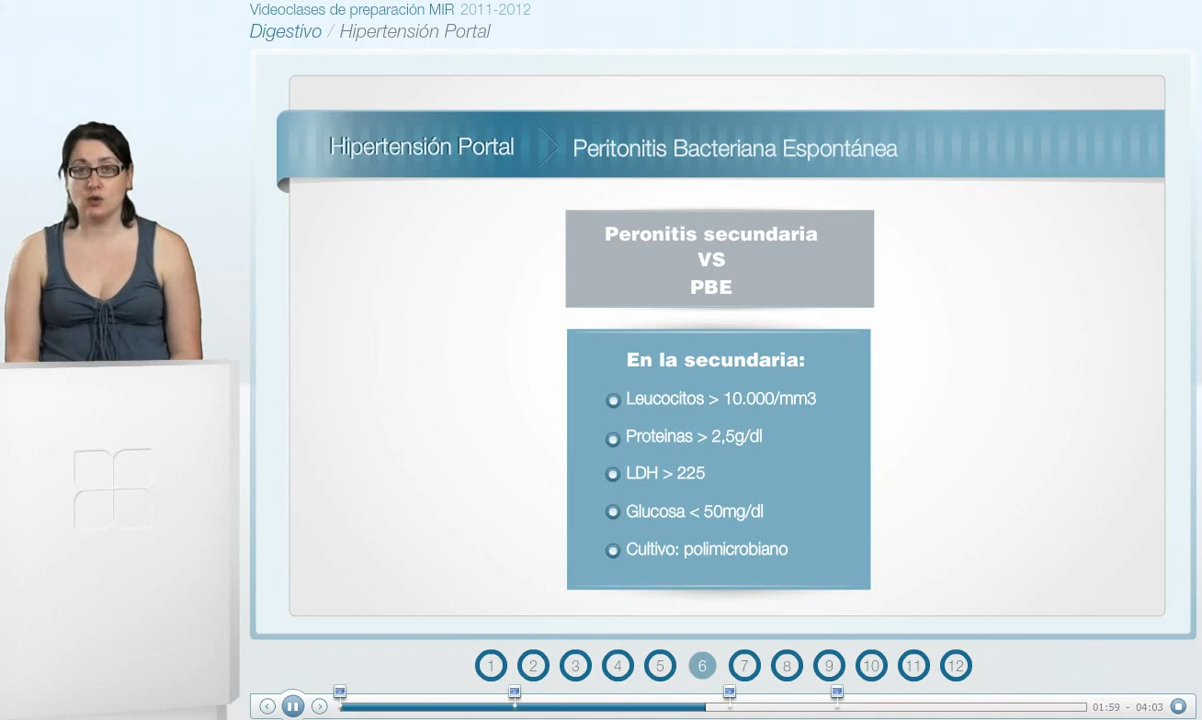 Videoclases de preparación MIR 2011-2012
Digestivo / Hipertensión Portal
Hipertensión Portal Peritonitis Bacteriana Espontánea
Peronitis secundaria
VS
PBE
En la secundaria:
Leucocitos > 10.000/mm3
Proteinas > 2,5g/dl
LDH > 225
Glucosa < 50mg/dl
Cultivo: polimicrobiano
1 2 3 4 5 6 7 8 9 10 11 12
01:59 - 04:03